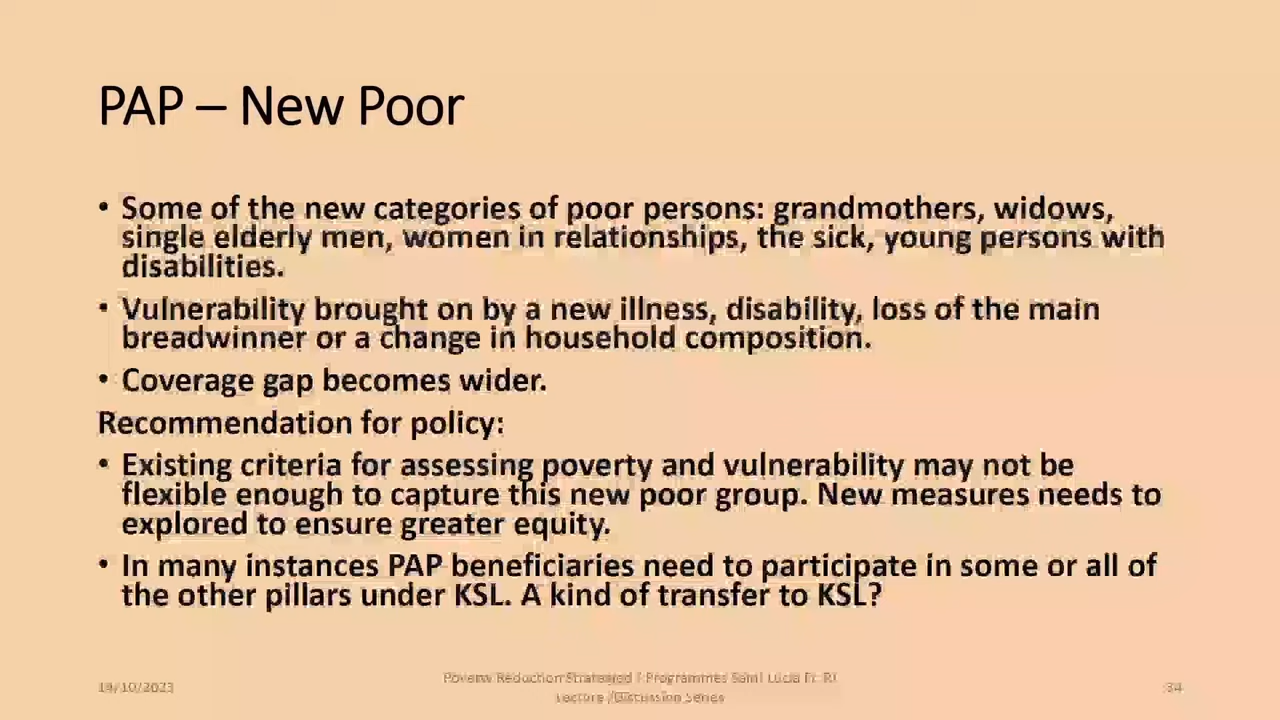 PAP – New Poor
• Some of the new categories of poor persons: grandmothers, widows,
single elderly men, women in relationships, the sick, young persons with
disabilities.
• Vulnerability brought on by a new illness, disability, loss of the main
breadwinner or a change in household composition.
• Coverage gap becomes wider.
Recommendation for policy:
• Existing criteria for assessing poverty and vulnerability may not be
flexible enough to capture this new poor group. New measures needs to
explored to ensure greater equity.
• In many instances PAP beneficiaries need to participate in some or all of
the other pillars under KSL. A kind of transfer to KSL?
/10/2023
Poverty Reduction Programmes Saint Lucia Fr.
Lecture /Discussion Series
34